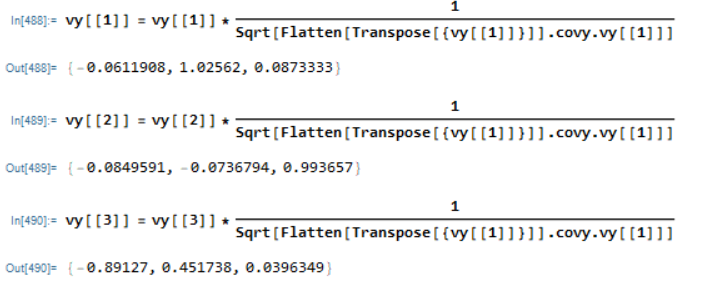 1
In[488]:= vy[[1]] = vy[[1]] *
Sqrt[Flatten[Transpose[{vy[[1]]}]].covy.vy[[1]]]
Out[488]= {-0.0611908, 1.02562, 0.0873333}
1
In[489]:= vy[[2]] = vy[[2]] *
Sqrt[Flatten[Transpose[{vy[[1]]}]].covy.vy[[1]]]
Out[489]= {-0.0849591, -0.0736794, 0.993657}
1
In[490]:= vy[[3]] = vy[[3]] *
Sqrt[Flatten[Transpose[{vy[[1]]}]].covy.vy[[1]]]
Out[490]= {-0.89127, 0.451738, 0.0396349}